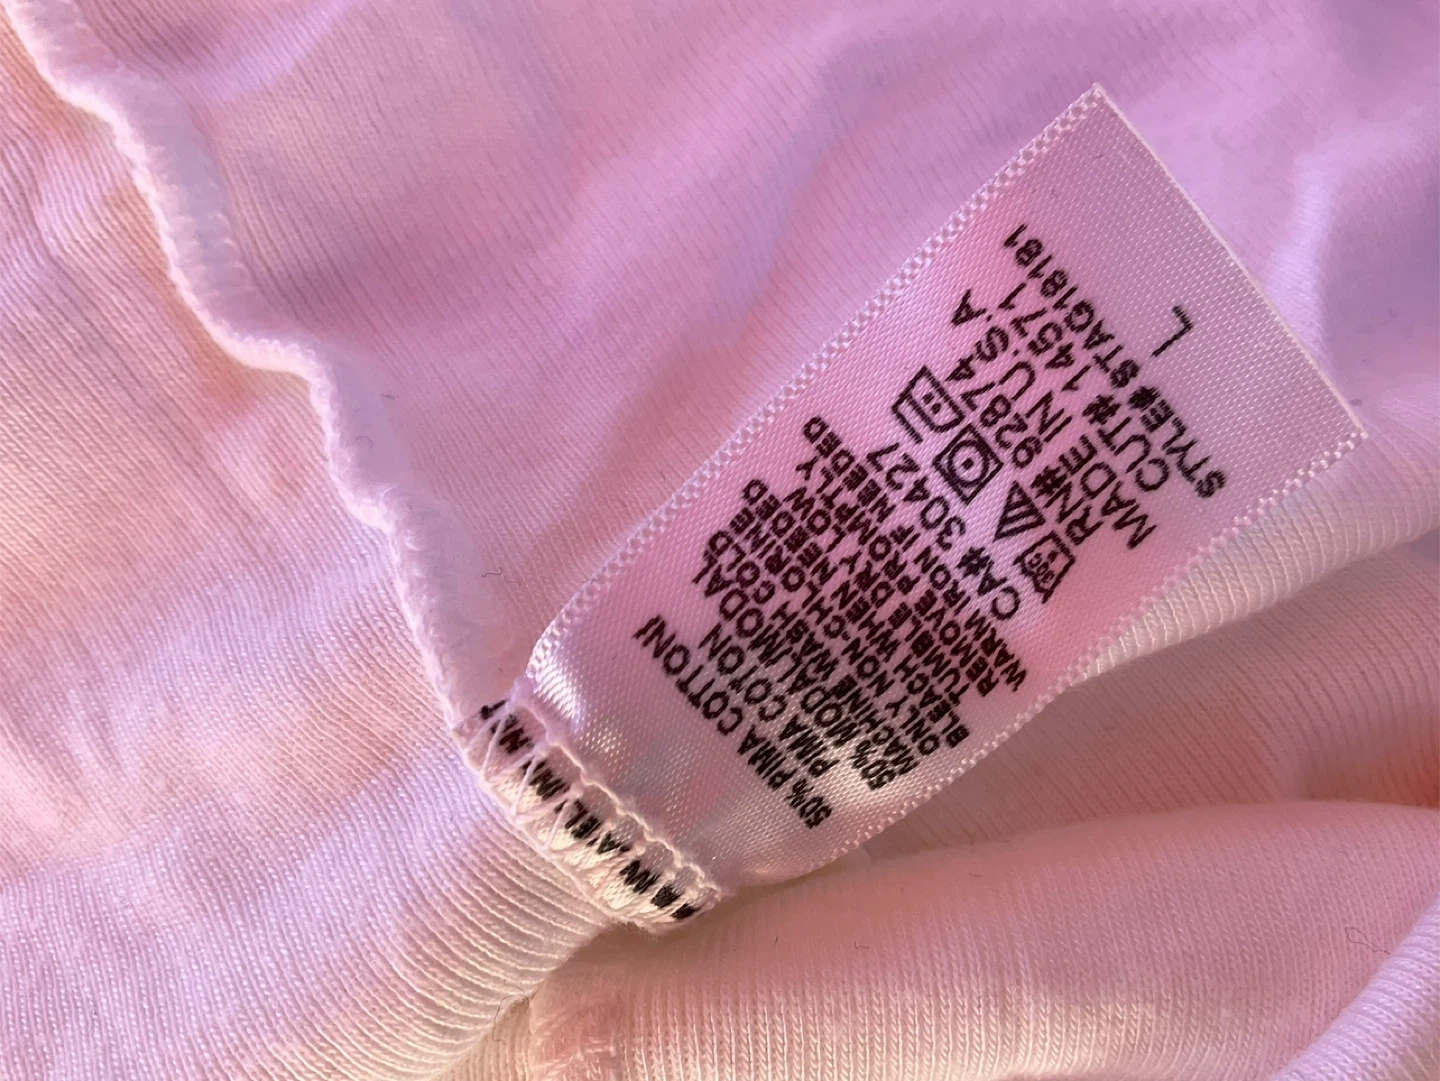 50% PIMA COTTON/
PIMA COTON
50% MODAL/MODAL
MACHINE WASH COLD
ONLY NON-CHLORINED
BLEACH WHEN NEEDED
TUMBLE DRY LOW
REMOVE PROMPTLY
WARM IRON IF NEEDED
CA# 30427
RN# 92874
MADE IN U.S.A
CUT# 14571
STYLE# STAG18181
L